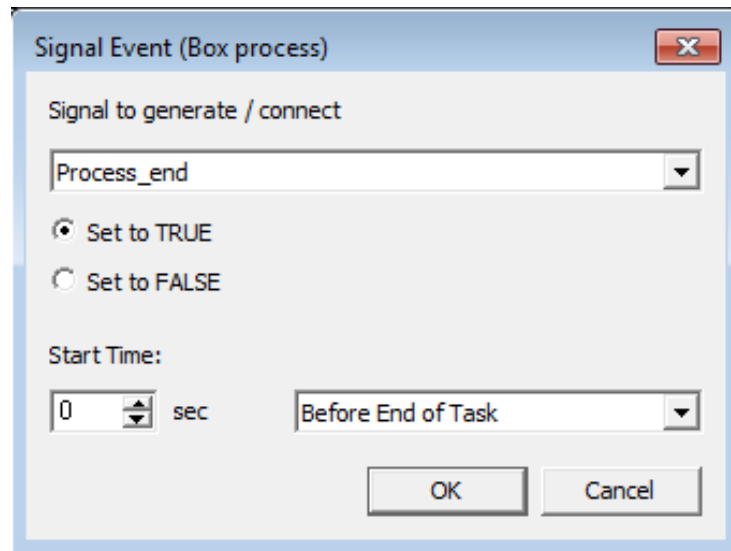 Signal Event (Box process)
Signal to generate / connect
Process_end
Set to TRUE
Set to FALSE
Start Time:
0 sec Before End of Task
OK Cancel